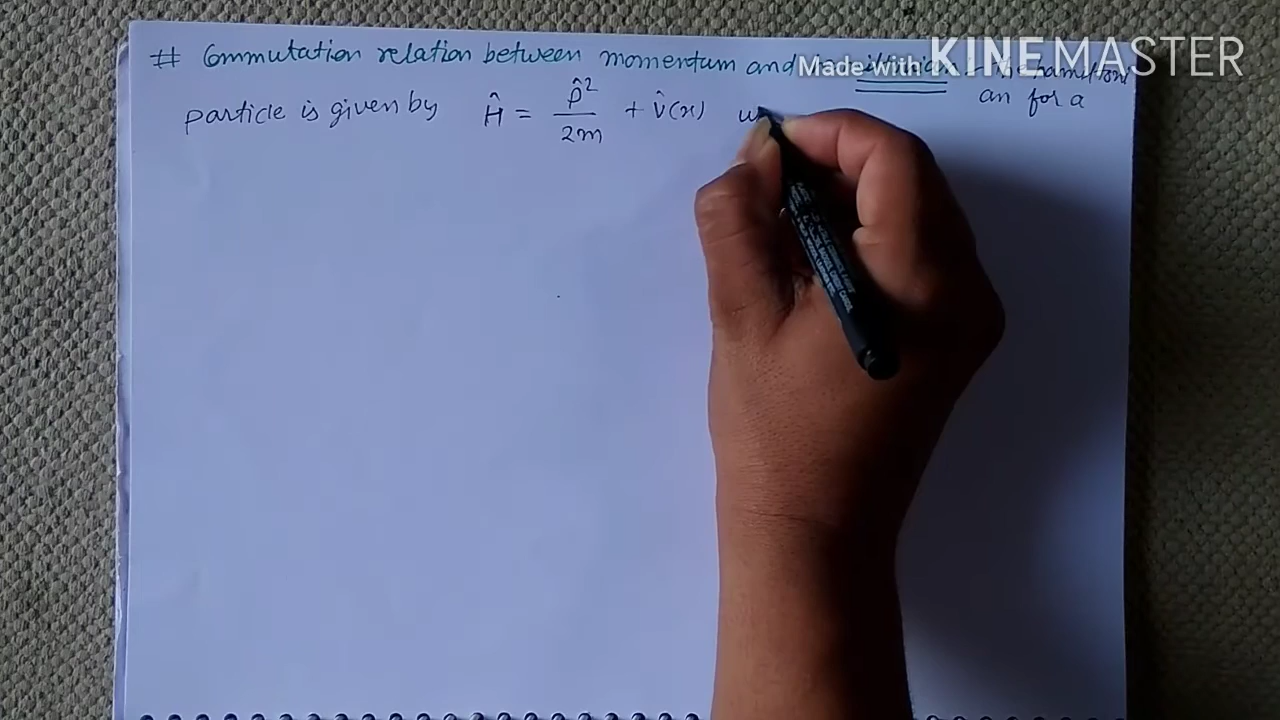 # Commutation relation between momentum and
Made with KINEMASTER
an for a
particle is given by Ĥ = p̂²/2m + V̂(x)